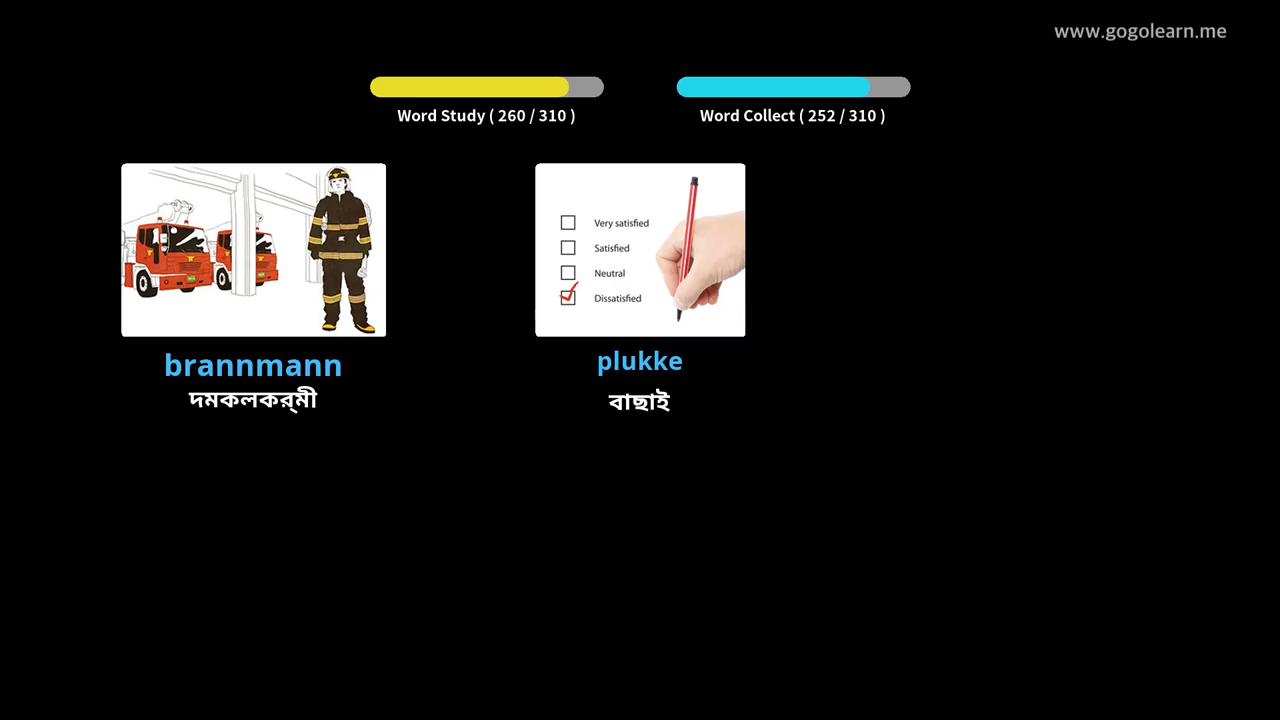 www.gogolearn.me
Word Study ( 260 / 310 )
Word Collect ( 252 / 310 )
Very satisfied
Satisfied
Neutral
Dissatisfied
brannmann
দমকলকর্মী
plukke
বাছাই